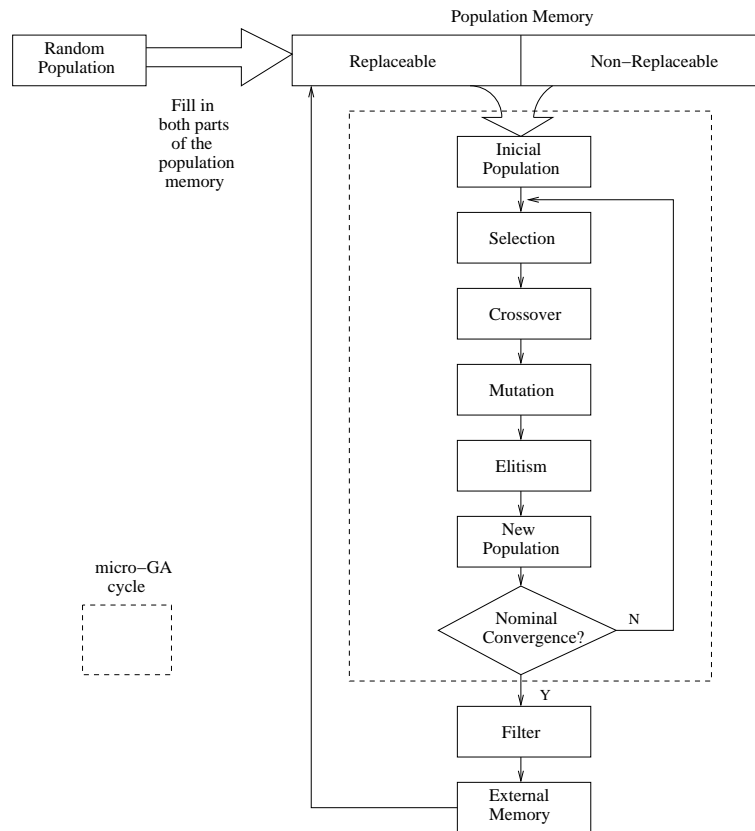 Population Memory
Random
Population
Replaceable
Non−Replaceable
Fill in
both parts
of the
population
memory
Inicial
Population
Selection
Crossover
Mutation
Elitism
New
Population
micro−GA
cycle
Nominal
Convergence?
N
Y
Filter
External
Memory